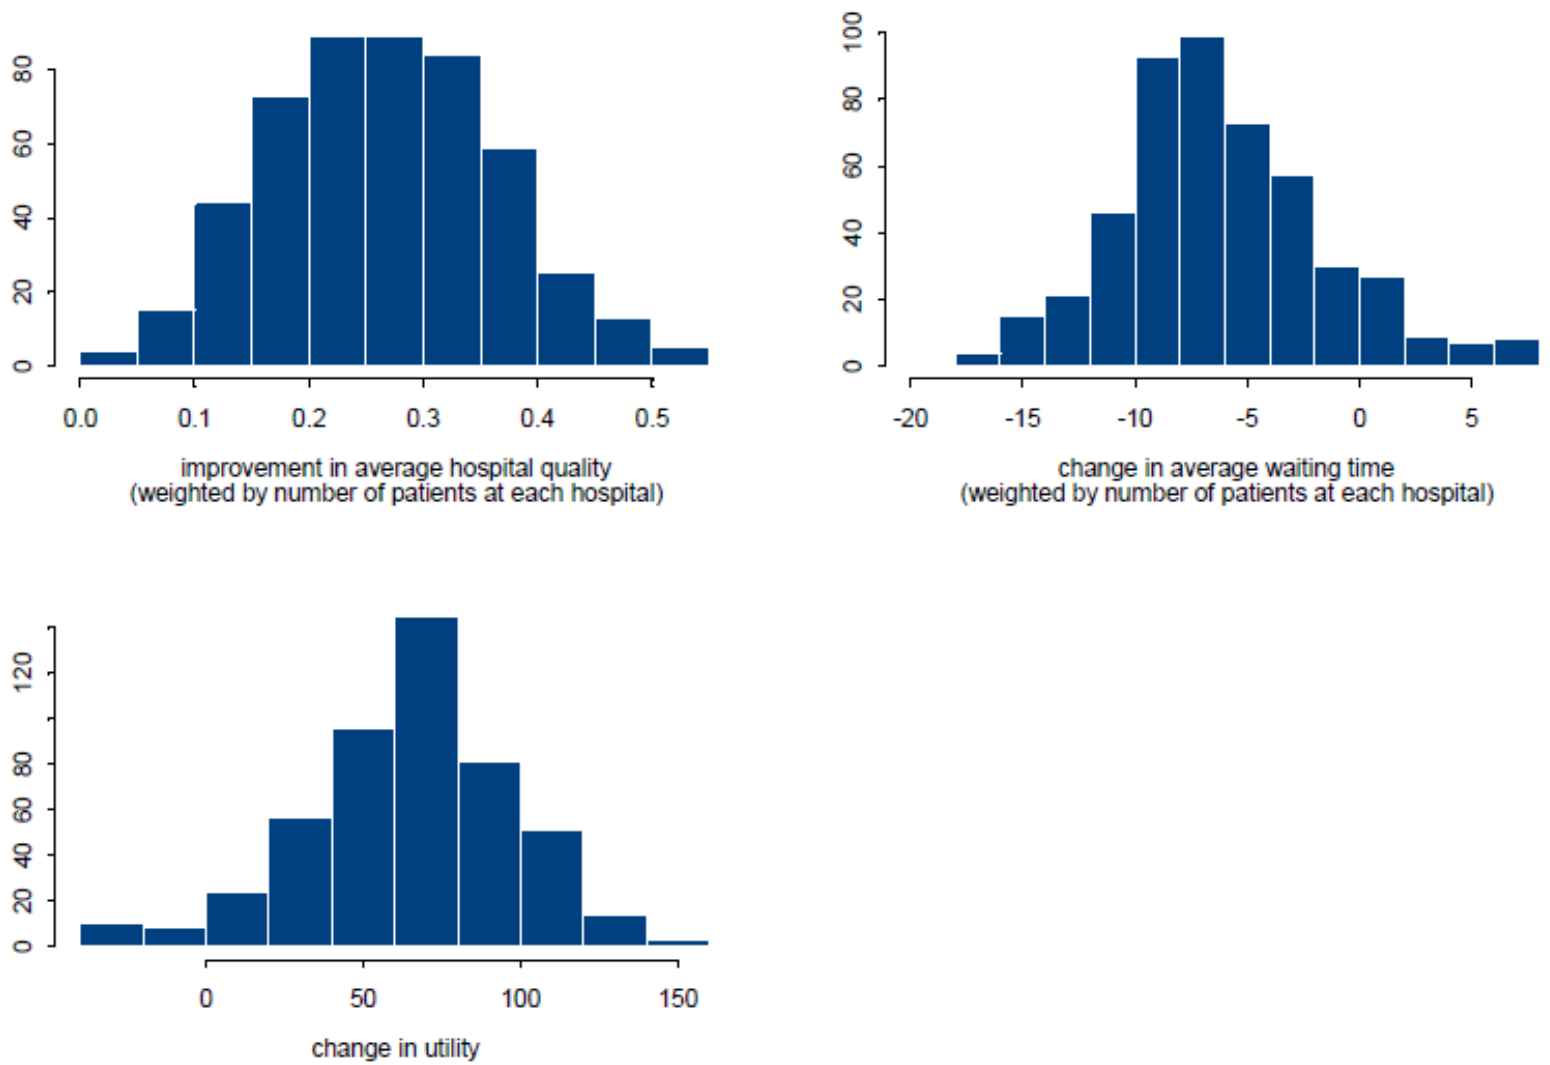 80
60
40
20
0
0.0 0.1 0.2 0.3 0.4 0.5
improvement in average hospital quality
(weighted by number of patients at each hospital)
100
80
60
40
20
0
-20 -15 -10 -5 0 5
change in average waiting time
(weighted by number of patients at each hospital)
120
80
60
40
20
0
0 50 100 150
change in utility